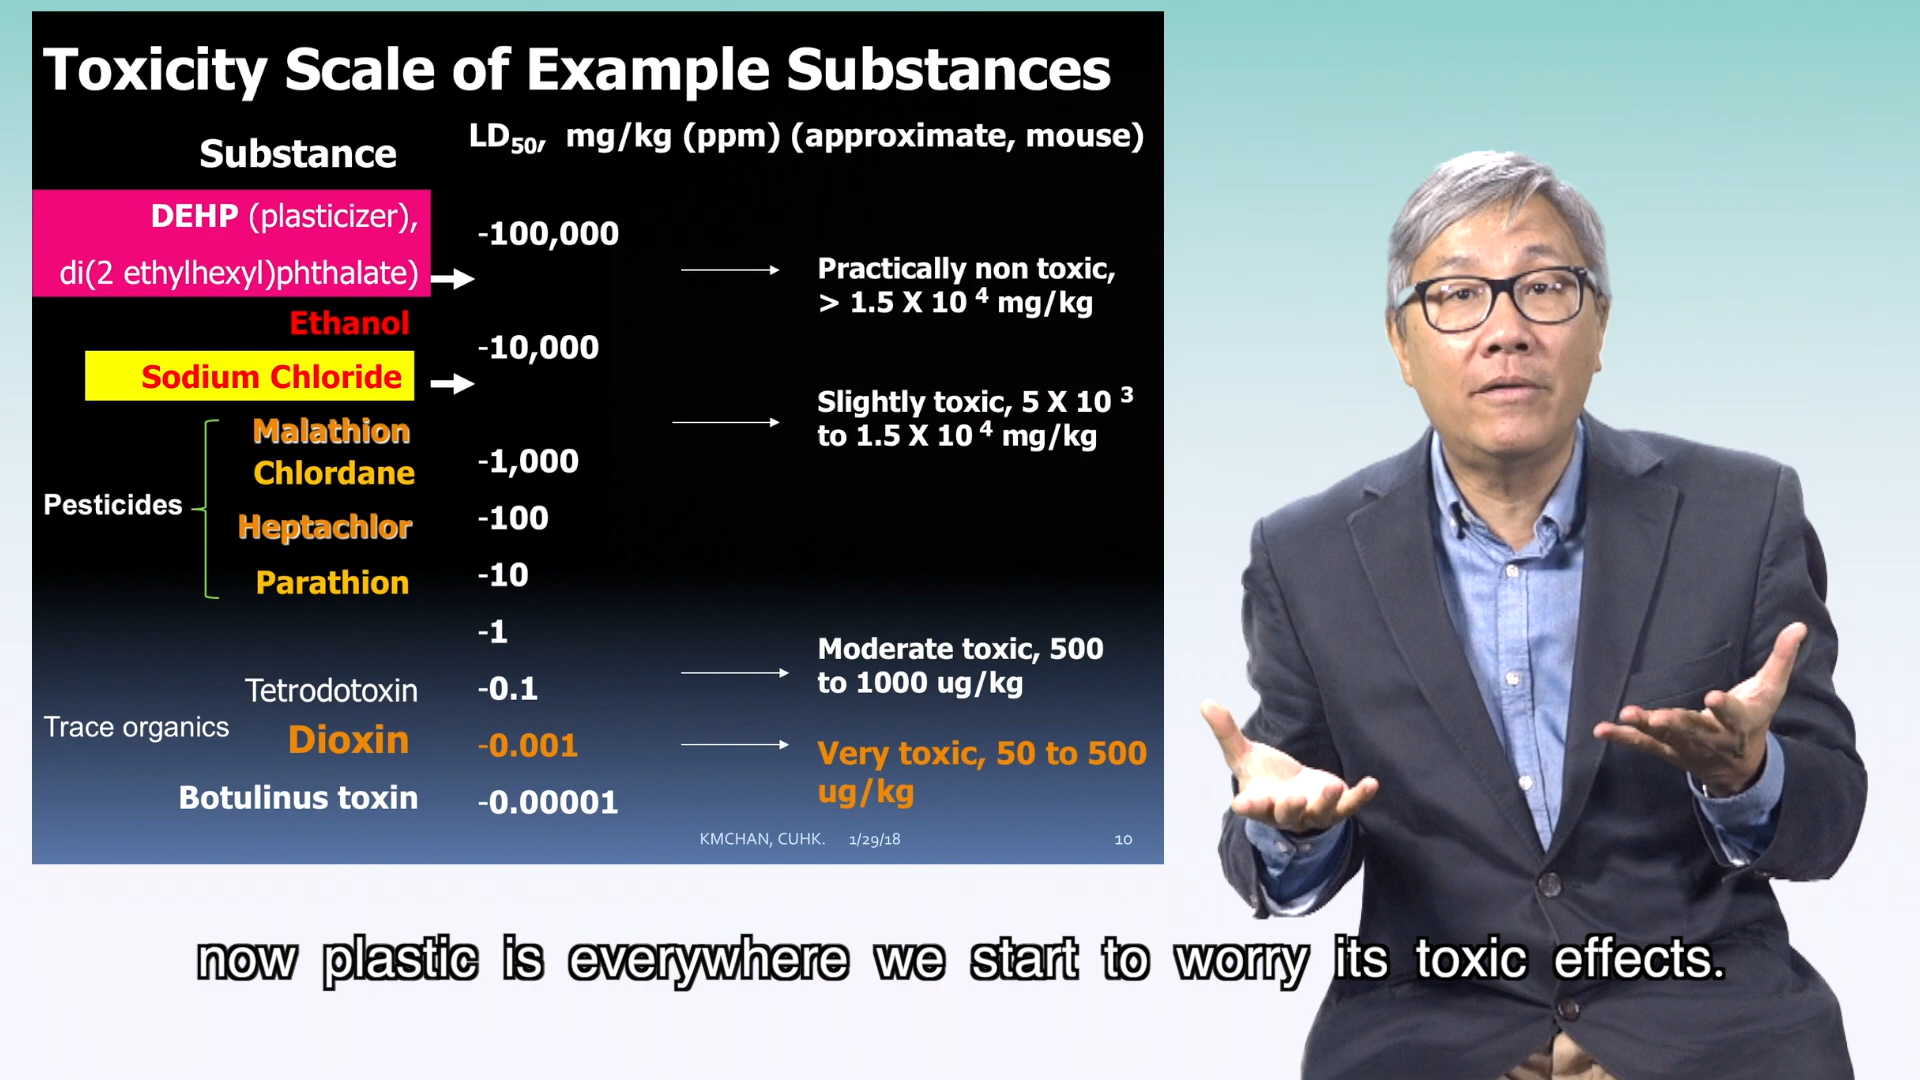 Toxicity Scale of Example Substances
Substance
LD50, mg/kg (ppm) (approximate, mouse)
DEHP (plasticizer),
di(2 ethylhexyl)phthalate)
-100,000
Practically non toxic,
> 1.5 X 10 4 mg/kg
Ethanol
-10,000
Sodium Chloride
Slightly toxic, 5 X 10 3
to 1.5 X 10 4 mg/kg
Pesticides
Malathion
Chlordane
-1,000
Heptachlor
-100
Parathion
-10
-1
Moderate toxic, 500
to 1000 ug/kg
Tetrodotoxin
-0.1
Trace organics
Dioxin
-0.001
Very toxic, 50 to 500
ug/kg
Botulinus toxin
-0.00001
KMCHAN, CUHK. 1/29/18 10
now plastic is everywhere we start to worry its toxic effects.